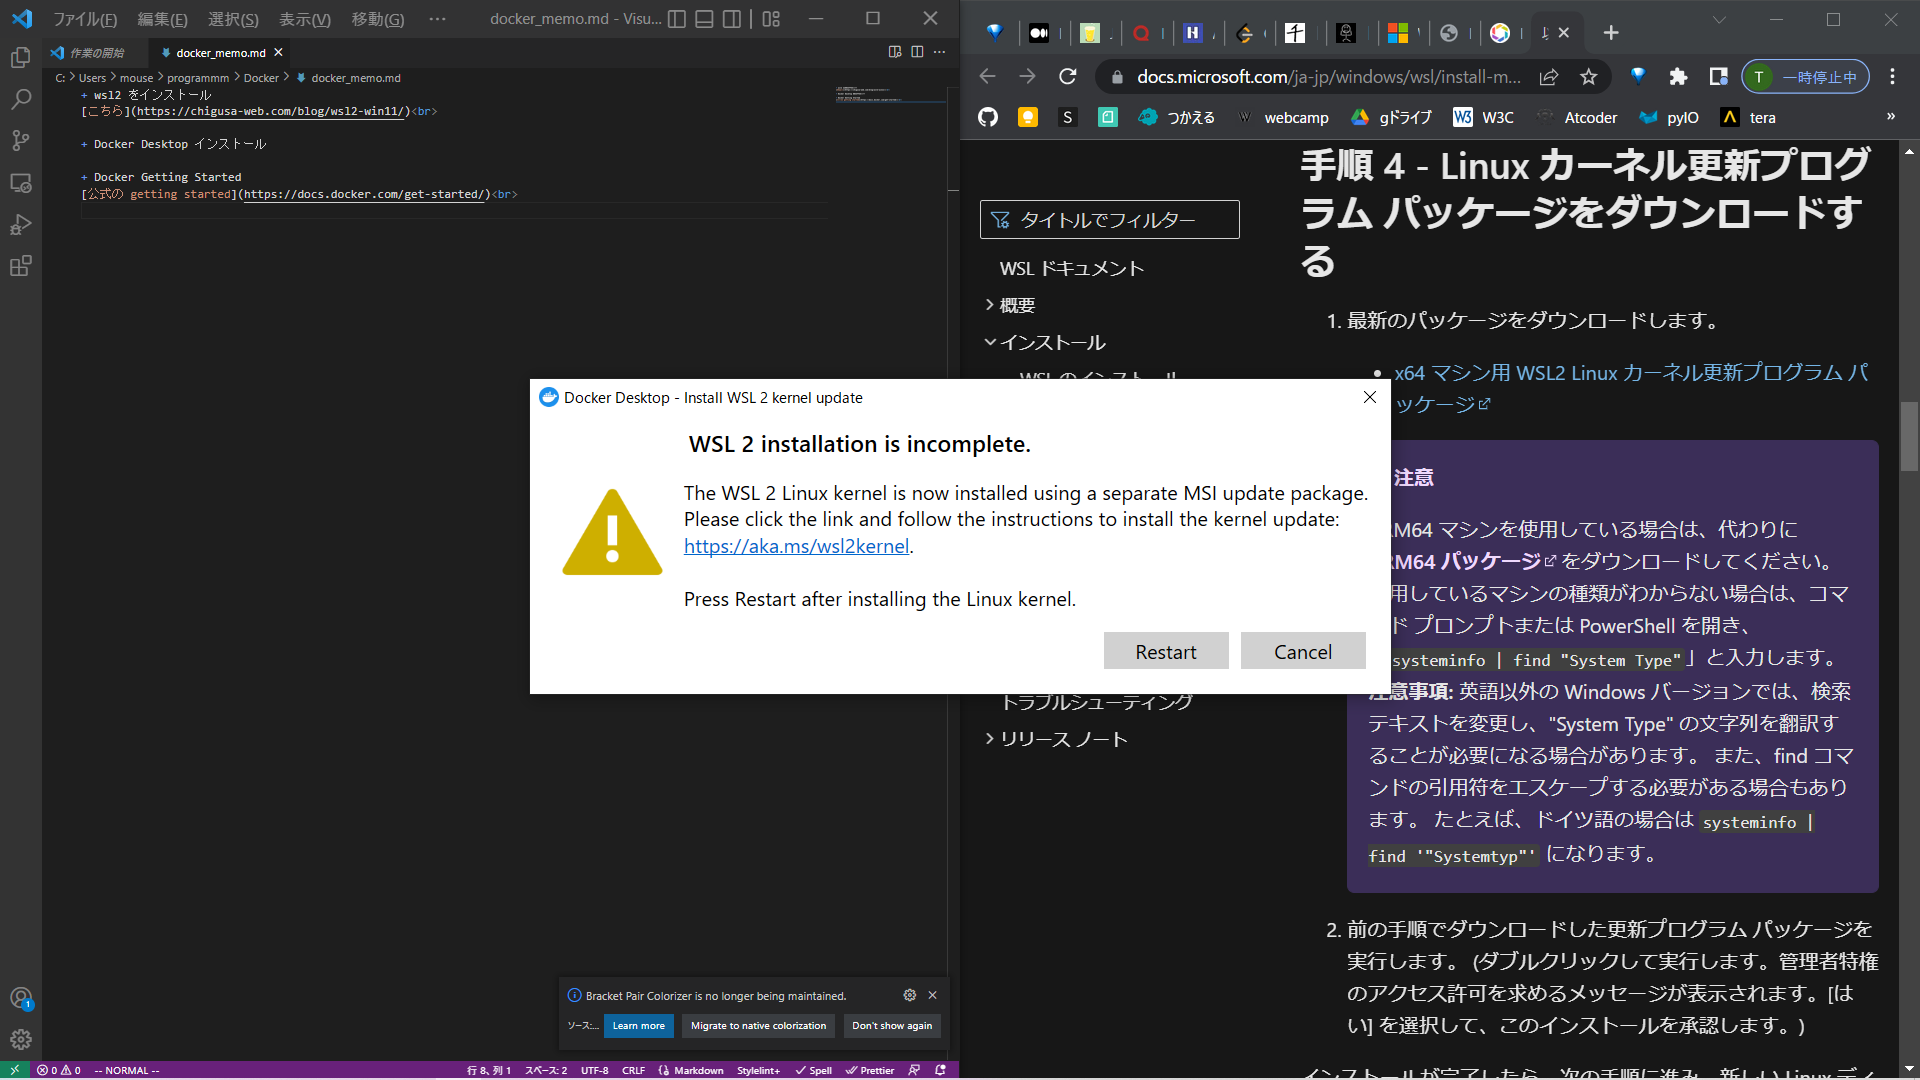 ファイル(F) 編集(E) 選択(S) 表示(V) 移動(G) ··· docker_memo.md - Visu...
作業の開始 docker_memo.md
C: > Users > mouse > programmm > Docker > docker_memo.md
+ wsl2 をインストール
[こちら](https://chigusa-web.com/blog/wsl2-win11/)<br>
+ Docker Desktop インストール
+ Docker Getting Started
[公式の getting started](https://docs.docker.com/get-started/)<br>
Bracket Pair Colorizer is no longer being maintained.
ソース:... Learn more Migrate to native colorization Don't show again
0 0 -- NORMAL -- 行 8、列 1 スペース: 2 UTF-8 CRLF Markdown Stylelint+ Spell Prettier
1
docs.microsoft.com/ja-jp/windows/wsl/install-m... T 一時停止中
S つかえる W webcamp gドライブ W3C Atcoder pyIO tera »
タイトルでフィルター
WSL ドキュメント
概要
インストール
WSL のインストール
トラブルシューティング
リリース ノート
手順 4 - Linux カーネル更新プログ
ラム パッケージをダウンロードす
る
1. 最新のパッケージをダウンロードします。
• x64 マシン用 WSL2 Linux カーネル更新プログラム パ
ッケージ
注意
RM64 マシンを使用している場合は、代わりに
RM64 パッケージ をダウンロードしてください。
用しているマシンの種類がわからない場合は、コマ
ド プロンプトまたは PowerShell を開き、
systeminfo | find "System Type" 」と入力します。
注意事項: 英語以外の Windows バージョンでは、検索
テキストを変更し、"System Type" の文字列を翻訳す
ることが必要になる場合があります。 また、find コマ
ンドの引用符をエスケープする必要がある場合もあり
ます。 たとえば、ドイツ語の場合は systeminfo |
find '"Systemtyp"' になります。
2. 前の手順でダウンロードした更新プログラム パッケージを
実行します。 (ダブルクリックして実行します。管理者特権
のアクセス許可を求めるメッセージが表示されます。[は
い] を選択して、このインストールを承認します。)
インストールが完了したら、次の手順に進み、新しい Linux ディ
Docker Desktop - Install WSL 2 kernel update
WSL 2 installation is incomplete.
The WSL 2 Linux kernel is now installed using a separate MSI update package.
Please click the link and follow the instructions to install the kernel update:
https://aka.ms/wsl2kernel.
Press Restart after installing the Linux kernel.
Restart Cancel